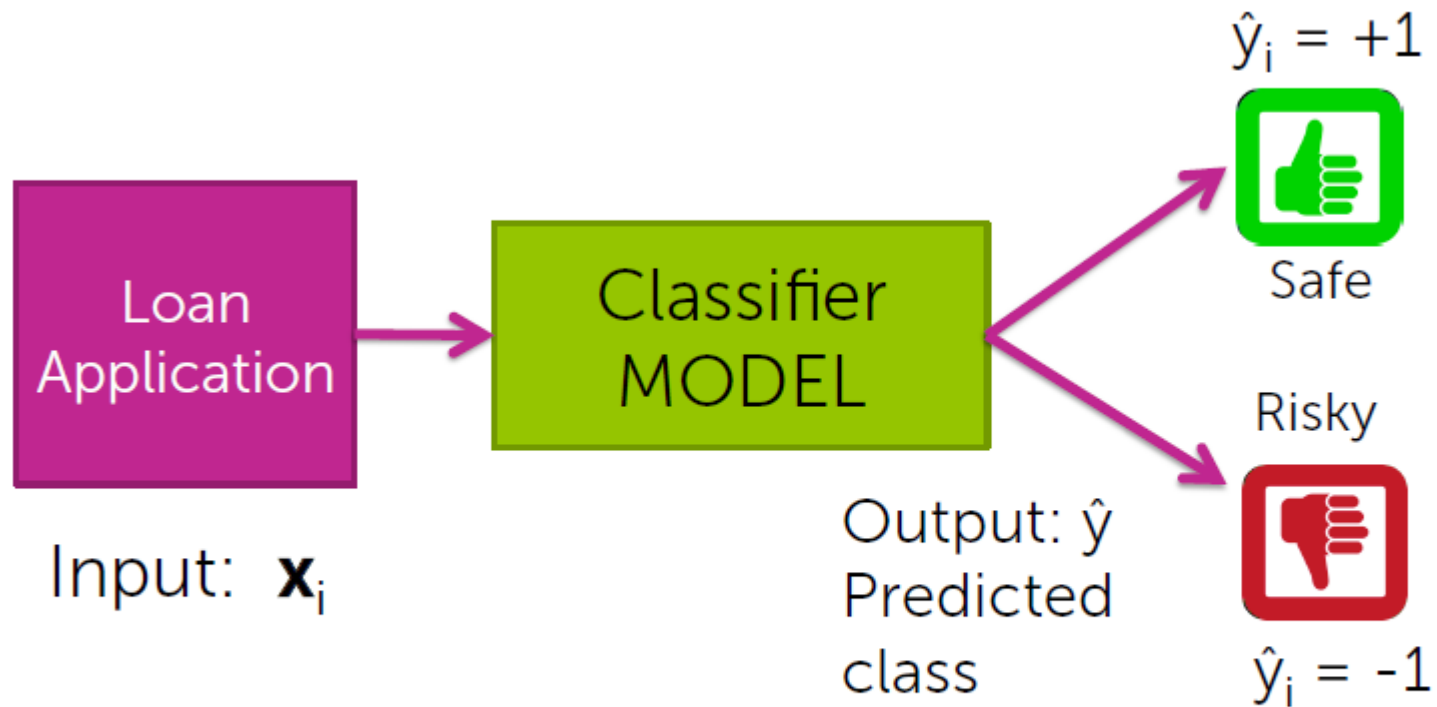 Loan
Application
Input: xᵢ
Classifier
MODEL
Output: ŷ
Predicted
class
ŷᵢ = +1
Safe
Risky
ŷᵢ = -1